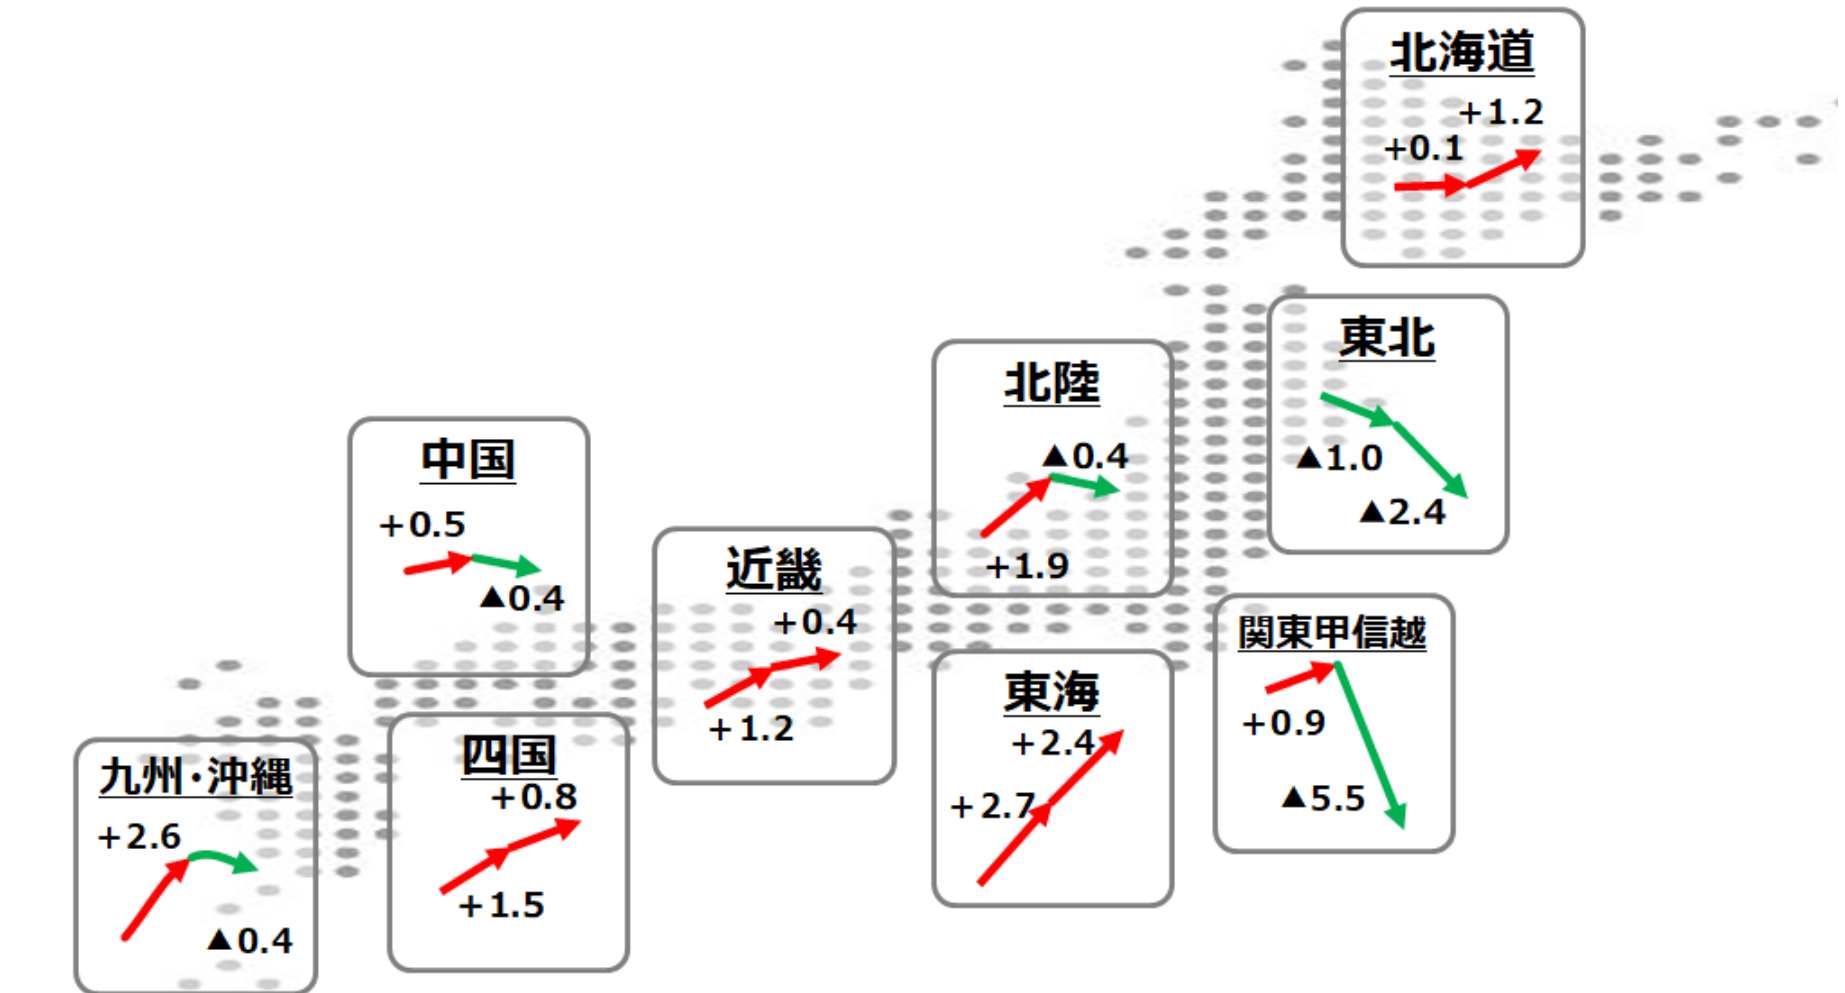 北海道
+1.2
+0.1
東北
▲1.0
▲2.4
北陸
▲0.4
+1.9
関東甲信越
+0.9
▲5.5
東海
+2.4
+2.7
近畿
+0.4
+1.2
中国
+0.5
▲0.4
四国
+0.8
+1.5
九州･沖縄
+2.6
▲0.4